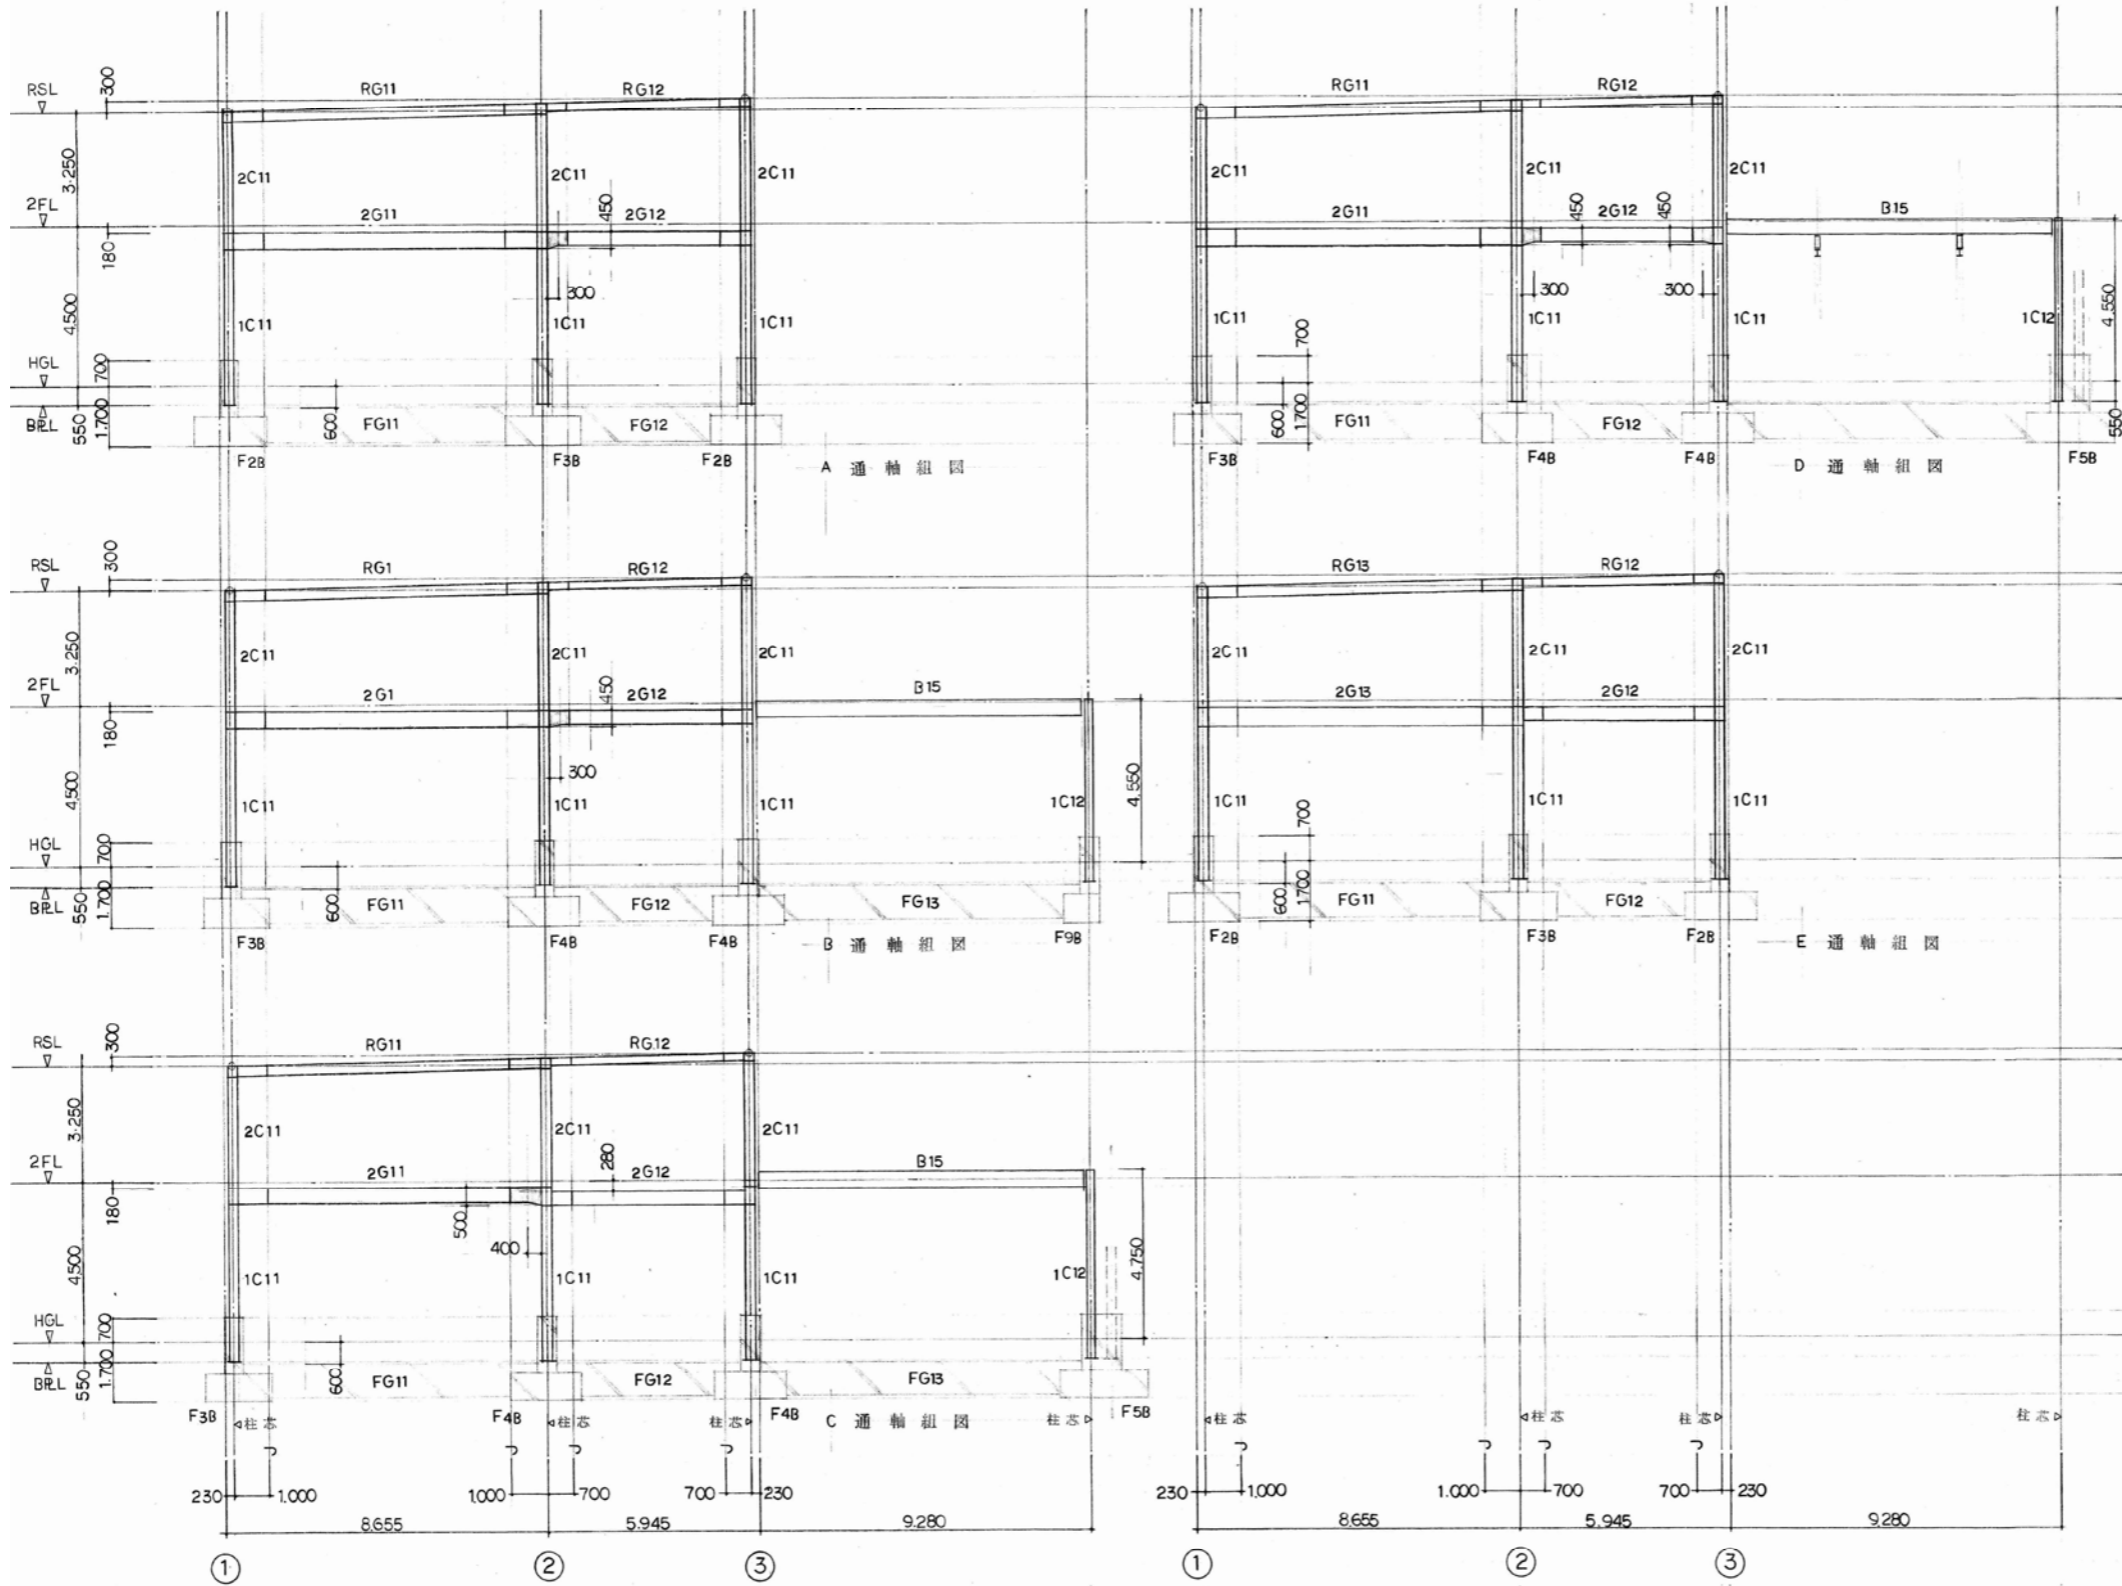 RSL
300
RG11
RG12
3.250
2C11
2C11
2C11
2FL
2G11
450
2G12
180
300
4.500
1C11
1C11
1C11
HGL
700
550
1.700
600
FG11
FG12
F2B
F3B
F2B
A 通 軸 組 図
RG11
RG12
2C11
2C11
2C11
2G11
450
2G12
450
B15
300
300
1C11
700
1C11
1C11
1C12
4.550
600
1700
FG11
FG12
550
F3B
F4B
F4B
D 通 軸 組 図
F5B
RSL
300
RG1
RG12
3.250
2C11
2C11
2C11
2FL
2G1
450
2G12
B15
180
300
4.500
1C11
1C11
1C11
1C12
4.550
HGL
700
550
1.700
600
FG11
FG12
FG13
F3B
F4B
F4B
B 通 軸 組 図
F9B
RG13
RG12
2C11
2C11
2C11
2G13
2G12
1C11
700
1C11
1C11
600
1700
FG11
FG12
F2B
F3B
F2B
E 通 軸 組 図
RSL
300
RG11
RG12
3.250
2C11
2C11
2C11
2FL
2G11
280
2G12
B15
180
500
400
4.500
1C11
1C11
1C11
1C12
4.750
HGL
700
550
1.700
600
FG11
FG12
FG13
F3B
F4B
F4B
C 通 軸 組 図
F5B
柱 芯
柱 芯
柱 芯
柱 芯
230
1.000
1.000
700
700
230
8.655
5.945
9.280
1
2
3
柱 芯
柱 芯
柱 芯
柱 芯
230
1.000
1.000
700
700
230
8.655
5.945
9.280
1
2
3